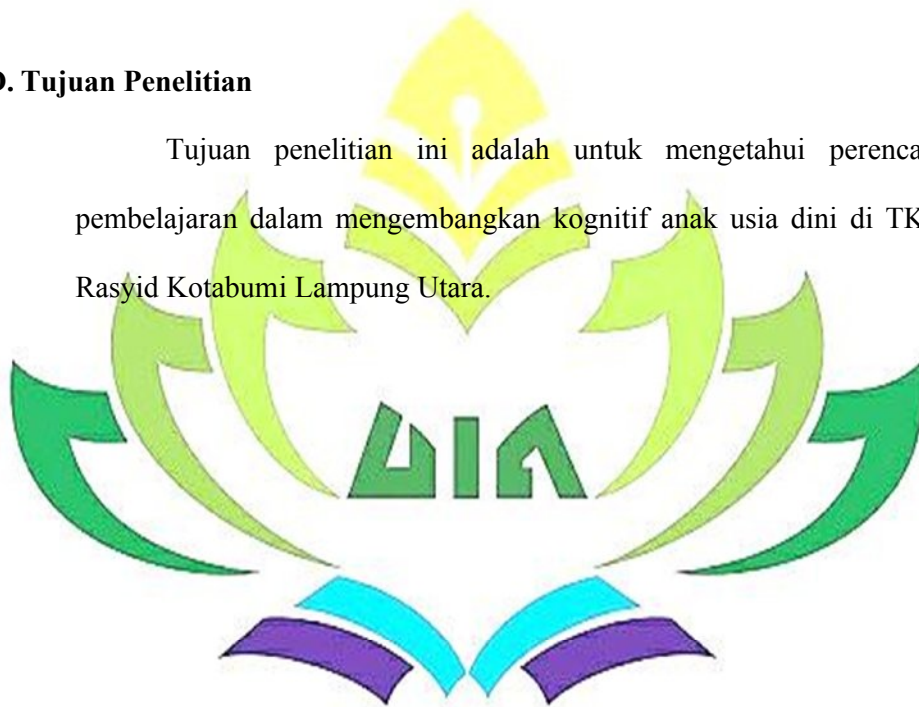 D. Tujuan Penelitian
Tujuan penelitian ini adalah untuk mengetahui perenca
pembelajaran dalam mengembangkan kognitif anak usia dini di TK
Rasyid Kotabumi Lampung Utara.
UIN